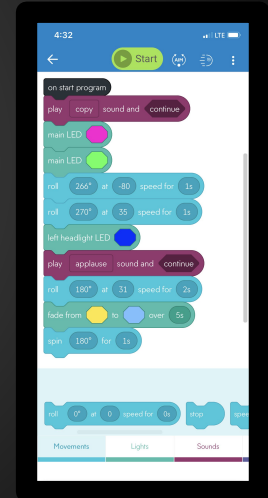 4:32
LTE
Start
AIM
on start program
play copy sound and continue
main LED
main LED
roll 266° at -80 speed for 1s
roll 270° at 35 speed for 1s
left headlight LED
play applause sound and continue
roll 180° at 31 speed for 2s
fade from to over 5s
spin 180° for 1s
roll 0° at 0 speed for 0s stop spee
Movements Lights Sounds